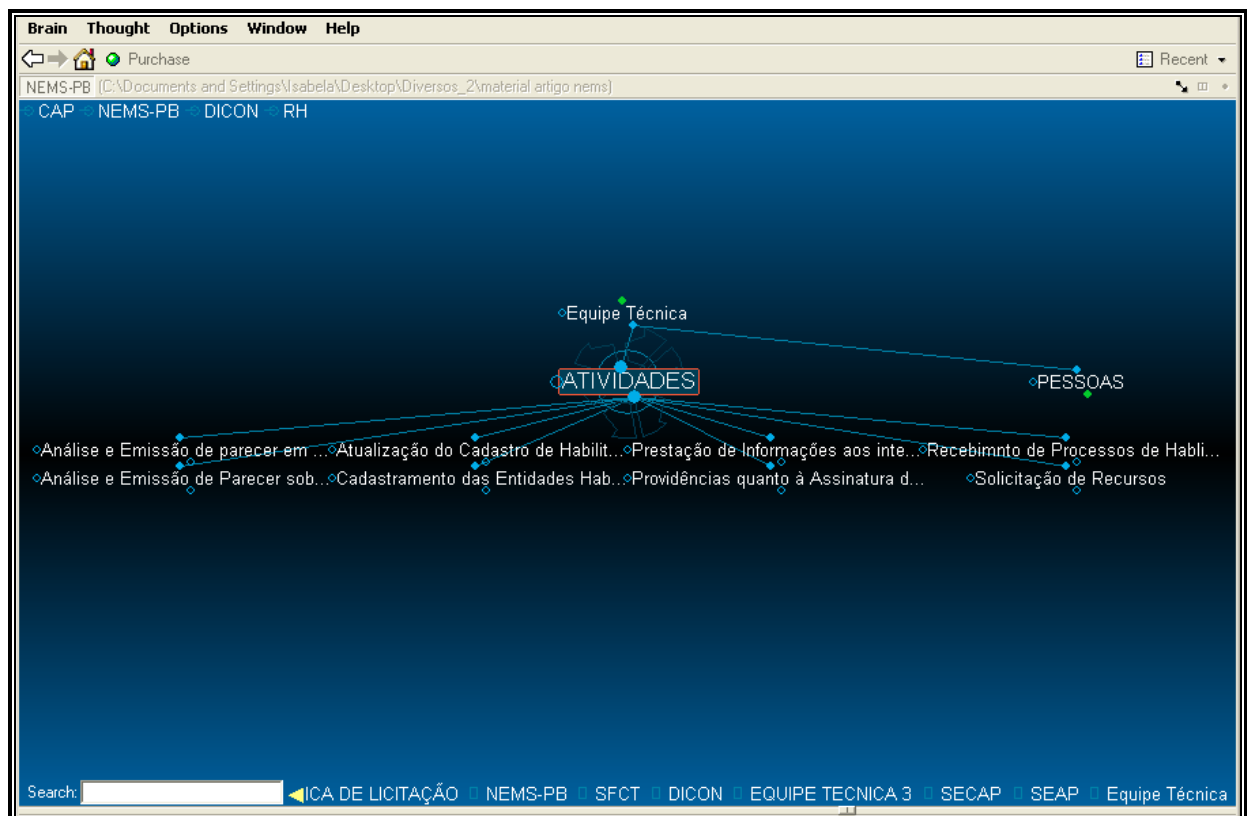 Brain Thought Options Window Help
Purchase Recent
NEMS-PB (C:\Documents and Settings\Isabela\Desktop\Diversos_2\material artigo nems)
CAP NEMS-PB DICON RH
Equipe Técnica
ATIVIDADES PESSOAS
Análise e Emissão de parecer em ... Atualização do Cadastro de Habilit... Prestação de Informações aos inte... Recebimnto de Processos de Habli...
Análise e Emissão de Parecer sob... Cadastramento das Entidades Hab... Providências quanto à Assinatura d... Solicitação de Recursos
Search: ICA DE LICITAÇÃO NEMS-PB SFCT DICON EQUIPE TECNICA 3 SECAP SEAP Equipe Técnica